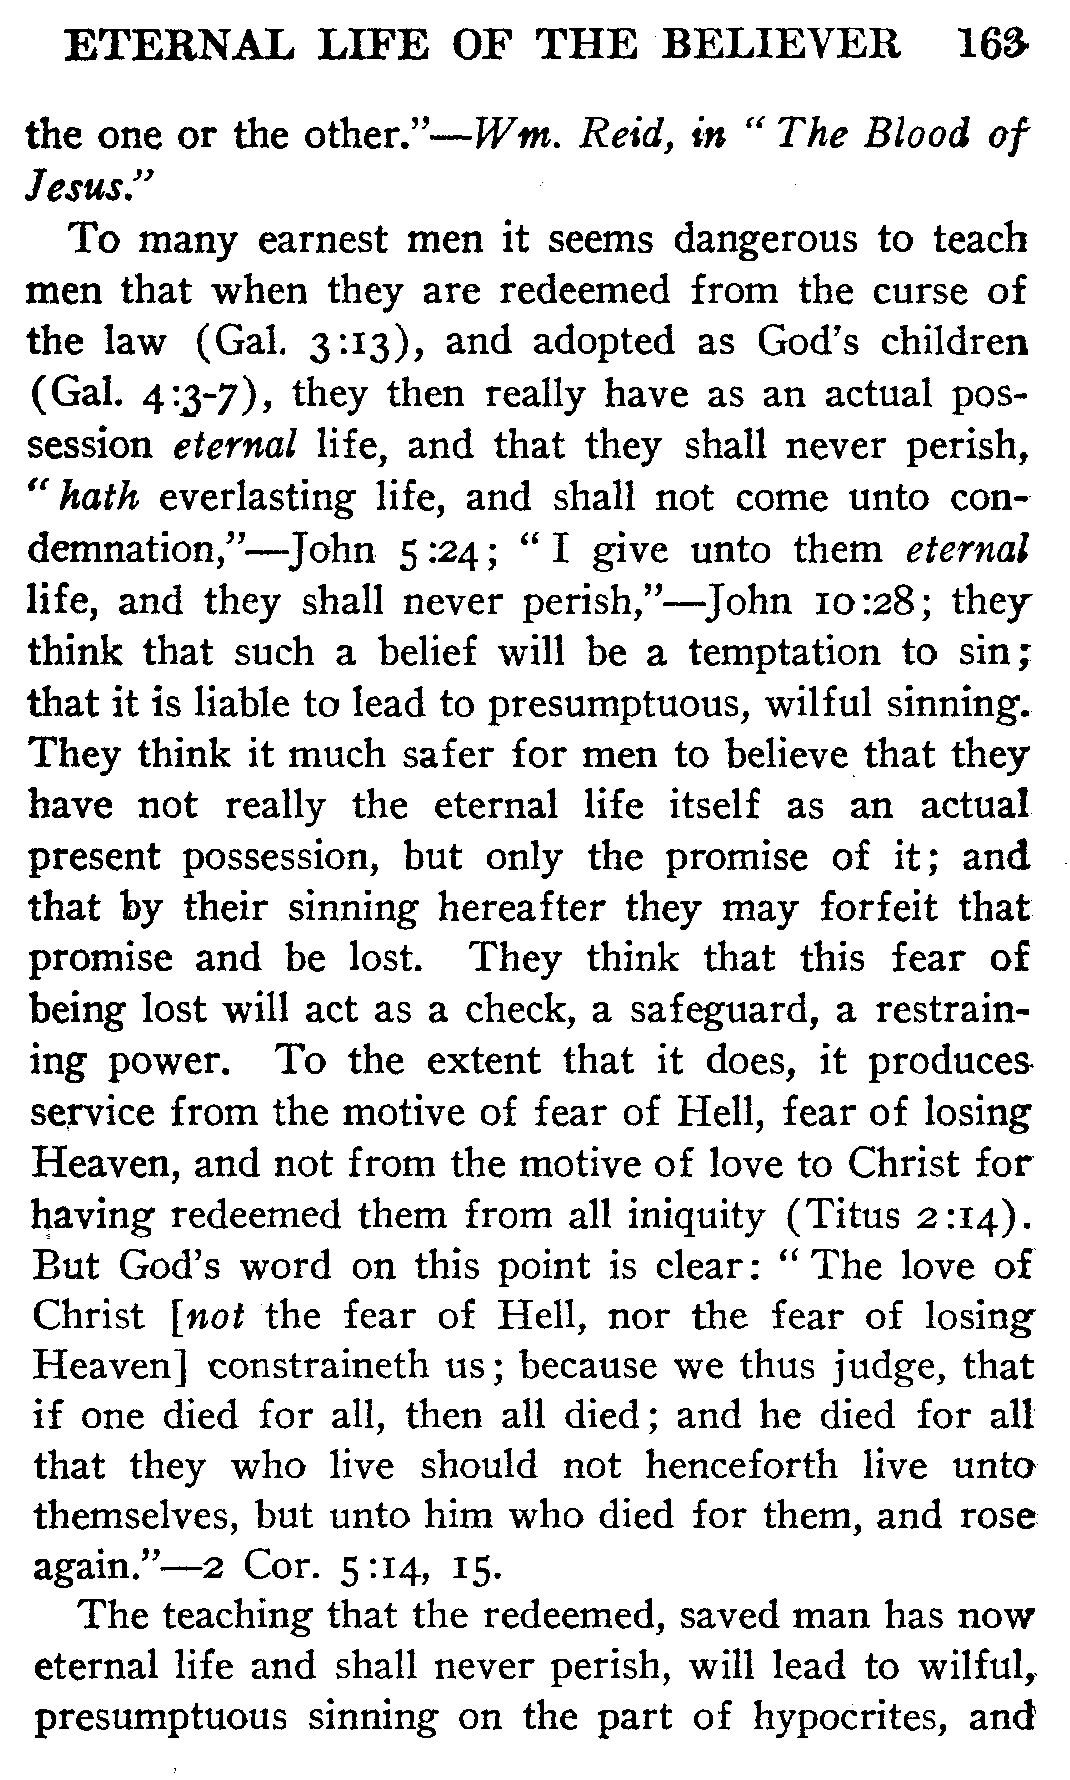 ETERNAL LIFE OF THE BELIEVER 163
the one or the other."—Wm. Reid, in "The Blood of
Jesus."
To many earnest men it seems dangerous to teach
men that when they are redeemed from the curse of
the law (Gal. 3:13), and adopted as God's children
(Gal. 4:3-7), they then really have as an actual pos-
session eternal life, and that they shall never perish,
"hath everlasting life, and shall not come unto con-
demnation,"—John 5:24; "I give unto them eternal
life, and they shall never perish,"—John 10:28; they
think that such a belief will be a temptation to sin;
that it is liable to lead to presumptuous, wilful sinning.
They think it much safer for men to believe that they
have not really the eternal life itself as an actual
present possession, but only the promise of it; and
that by their sinning hereafter they may forfeit that
promise and be lost. They think that this fear of
being lost will act as a check, a safeguard, a restrain-
ing power. To the extent that it does, it produces
service from the motive of fear of Hell, fear of losing
Heaven, and not from the motive of love to Christ for
having redeemed them from all iniquity (Titus 2:14).
But God's word on this point is clear: "The love of
Christ [not the fear of Hell, nor the fear of losing
Heaven] constraineth us; because we thus judge, that
if one died for all, then all died; and he died for all
that they who live should not henceforth live unto
themselves, but unto him who died for them, and rose
again."—2 Cor. 5:14, 15.
The teaching that the redeemed, saved man has now
eternal life and shall never perish, will lead to wilful,
presumptuous sinning on the part of hypocrites, and